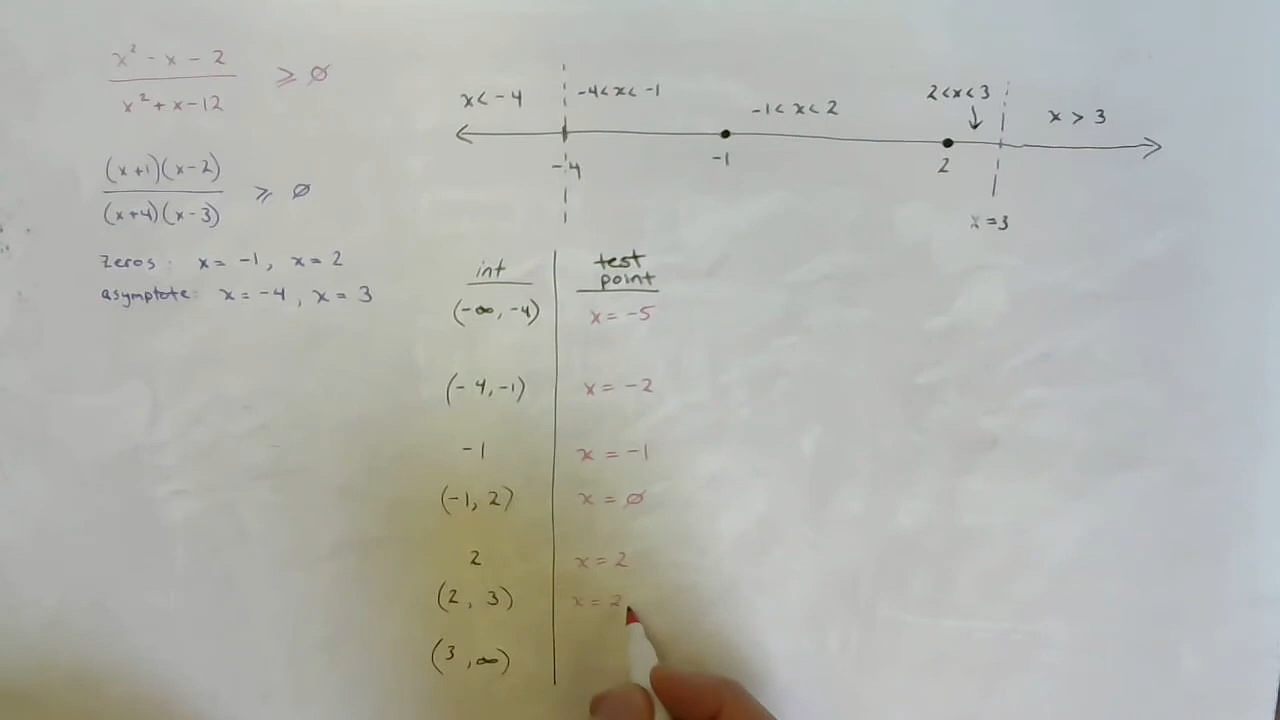 x² - x - 2
x² + x - 12
≥ ∅
(x+1)(x-2)
(x+4)(x-3)
≥ ∅
zeros: x = -1, x = 2
asymptote: x = -4, x = 3
x < -4
-4 < x < -1
-1 < x < 2
2 < x < 3
x > 3
-4
-1
2
x = 3
int
test point
(-∞, -4)
x = -5
(-4, -1)
x = -2
-1
x = -1
(-1, 2)
x = ∅
2
x = 2
(2, 3)
x = 2
(3, ∞)